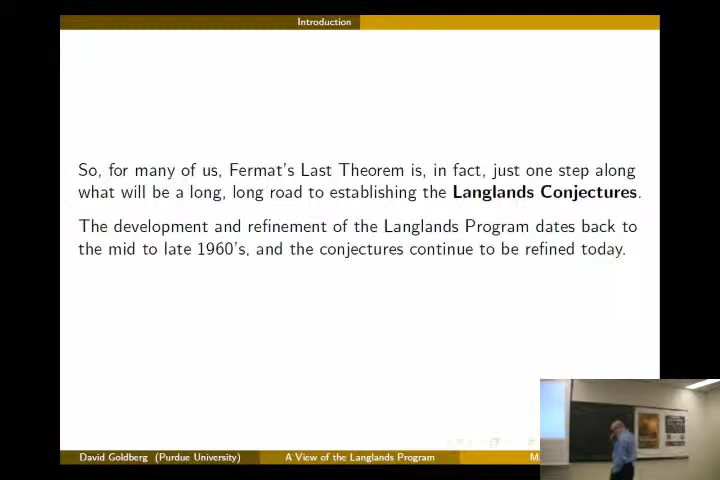 Introduction
So, for many of us, Fermat's Last Theorem is, in fact, just one step along
what will be a long, long road to establishing the Langlands Conjectures.
The development and refinement of the Langlands Program dates back to
the mid to late 1960's, and the conjectures continue to be refined today.
David Goldberg (Purdue University)
A View of the Langlands Program